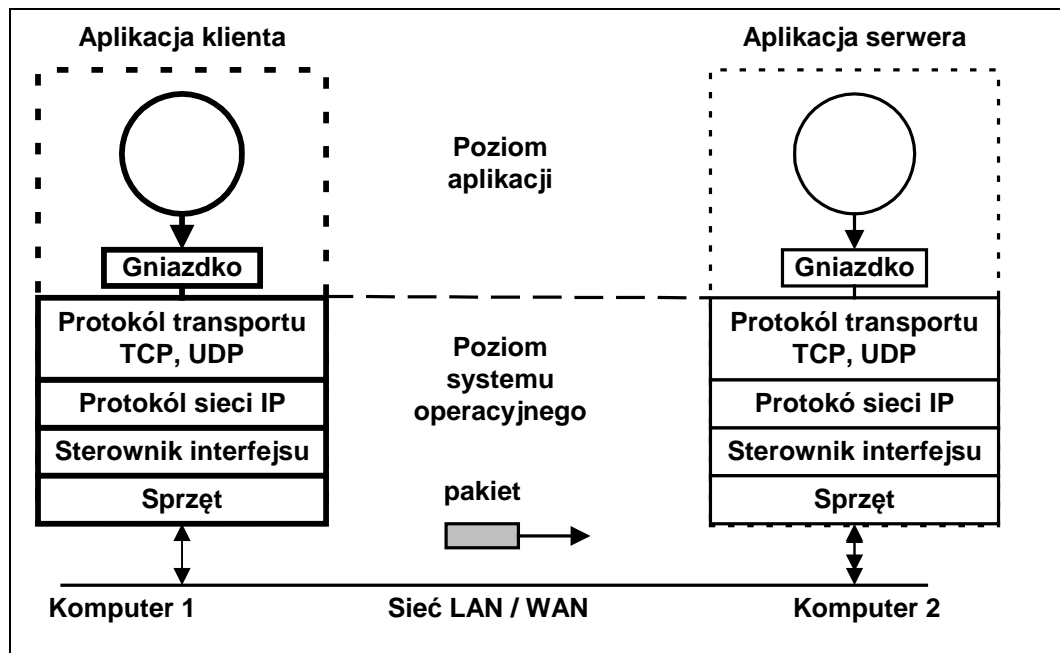 Aplikacja klienta
Aplikacja serwera
Poziom
aplikacji
Gniazdko
Gniazdko
Protokól transportu
TCP, UDP
Poziom
systemu
operacyjnego
Protokól transportu
TCP, UDP
Protokól sieci IP
Protokó sieci IP
Sterownik interfejsu
Sterownik interfejsu
Sprzęt
pakiet
Sprzęt
Komputer 1
Sieć LAN / WAN
Komputer 2